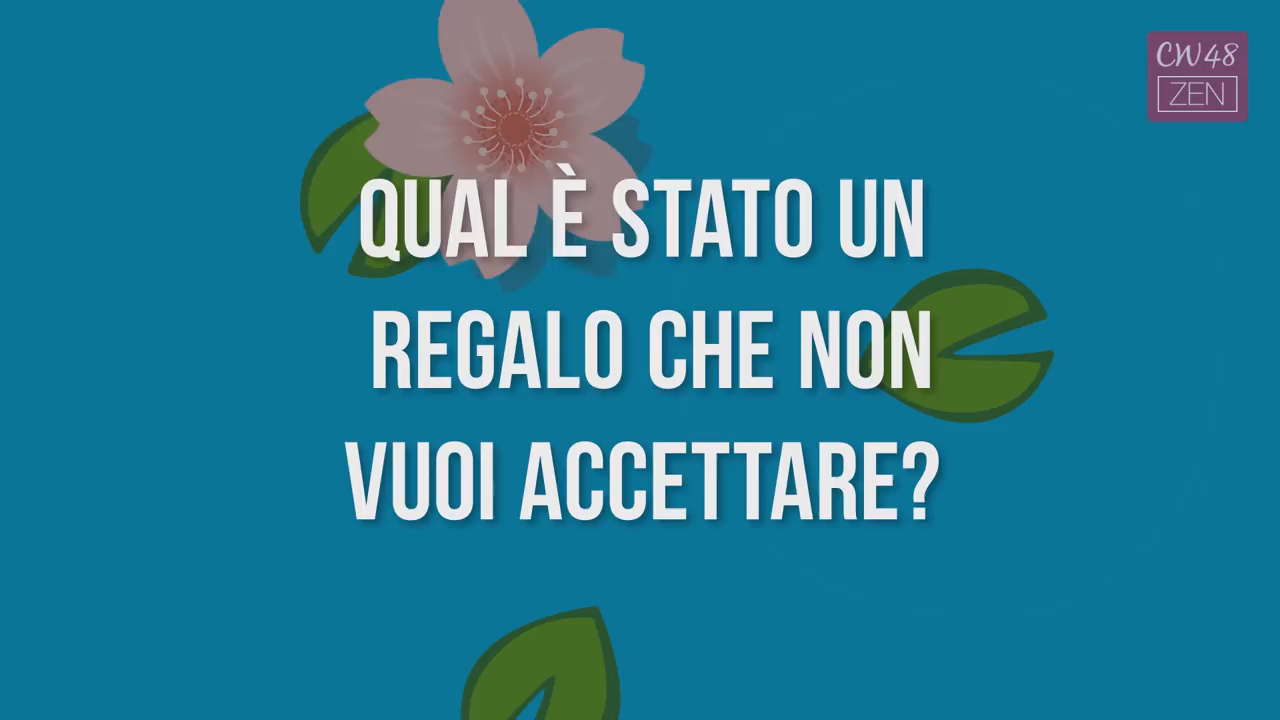 CW48
ZEN
QUAL È STATO UN
REGALO CHE NON
VUOI ACCETTARE?